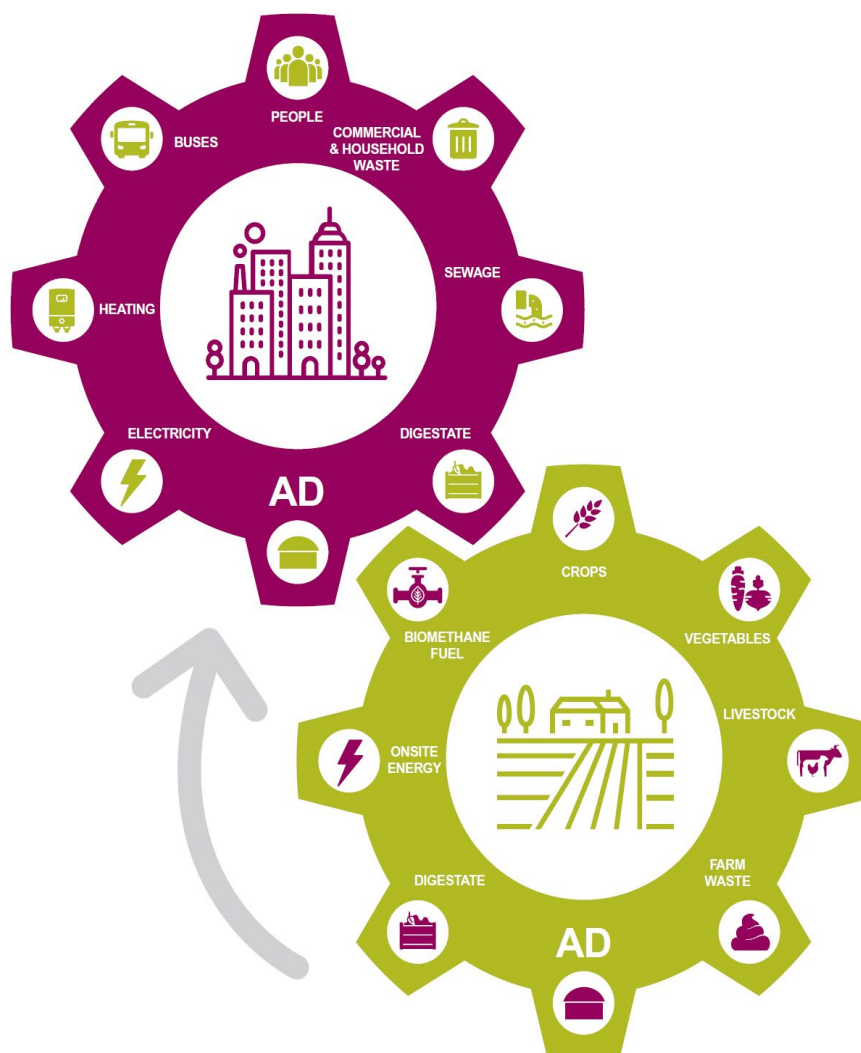 PEOPLE
COMMERCIAL
& HOUSEHOLD
WASTE
BUSES
SEWAGE
HEATING
ELECTRICITY
DIGESTATE
AD
CROPS
BIOMETHANE
FUEL
VEGETABLES
LIVESTOCK
ONSITE
ENERGY
FARM
WASTE
DIGESTATE
AD